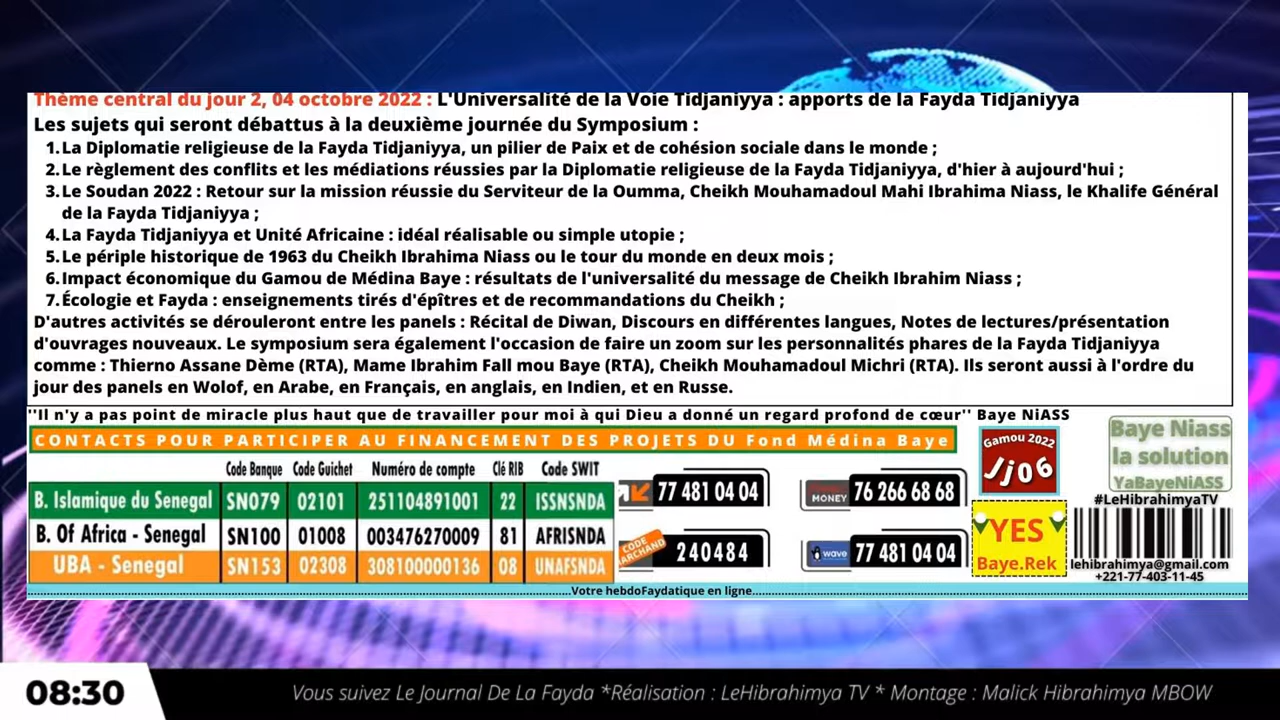 Thème central du jour 2, 04 octobre 2022 : L'Universalité de la Voie Tidjaniyya : apports de la Fayda Tidjaniyya
Les sujets qui seront débattus à la deuxième journée du Symposium :
1. La Diplomatie religieuse de la Fayda Tidjaniyya, un pilier de Paix et de cohésion sociale dans le monde ;
2. Le règlement des conflits et les médiations réussies par la Diplomatie religieuse de la Fayda Tidjaniyya, d'hier à aujourd'hui ;
3. Le Soudan 2022 : Retour sur la mission réussie du Serviteur de la Oumma, Cheikh Mouhamadoul Mahi Ibrahima Niass, le Khalife Général
de la Fayda Tidjaniyya ;
4. La Fayda Tidjaniyya et Unité Africaine : idéal réalisable ou simple utopie ;
5. Le périple historique de 1963 du Cheikh Ibrahima Niass ou le tour du monde en deux mois ;
6. Impact économique du Gamou de Médina Baye : résultats de l'universalité du message de Cheikh Ibrahim Niass ;
7. Écologie et Fayda : enseignements tirés d'épîtres et de recommandations du Cheikh ;
D'autres activités se dérouleront entre les panels : Récital de Diwan, Discours en différentes langues, Notes de lectures/présentation
d'ouvrages nouveaux. Le symposium sera également l'occasion de faire un zoom sur les personnalités phares de la Fayda Tidjaniyya
comme : Thierno Assane Dème (RTA), Mame Ibrahim Fall mou Baye (RTA), Cheikh Mouhamadoul Michri (RTA). Ils seront aussi à l'ordre du
jour des panels en Wolof, en Arabe, en Français, en anglais, en Indien, et en Russe.
''Il n'y a pas point de miracle plus haut que de travailler pour moi à qui Dieu a donné un regard profond de cœur'' Baye NiASS
CONTACTS POUR PARTICIPER AU FINANCEMENT DES PROJETS DU Fond Médina Baye
Code Banque Code Guichet Numéro de compte Clé RIB Code SWIT
B. Islamique du Senegal SN079 02101 251104891001 22 ISSNSNDA
B. Of Africa - Senegal SN100 01008 003476270009 81 AFRISNDA
UBA - Senegal SN153 02308 308100000136 08 UNAFSNDA
77 481 04 04
MONEY 76 266 68 68
CODE MARCHAND 240484
wave 77 481 04 04
Gamou 2022
Jj06
YES
Baye.Rek
Baye Niass
la solution
YaBayeNiASS
#LeHibrahimyaTV
lehibrahimya@gmail.com
+221-77-403-11-45
Votre hebdoFaydatique en ligne
08:30
Vous suivez Le Journal De La Fayda *Réalisation : LeHibrahimya TV * Montage : Malick Hibrahimya MBOW